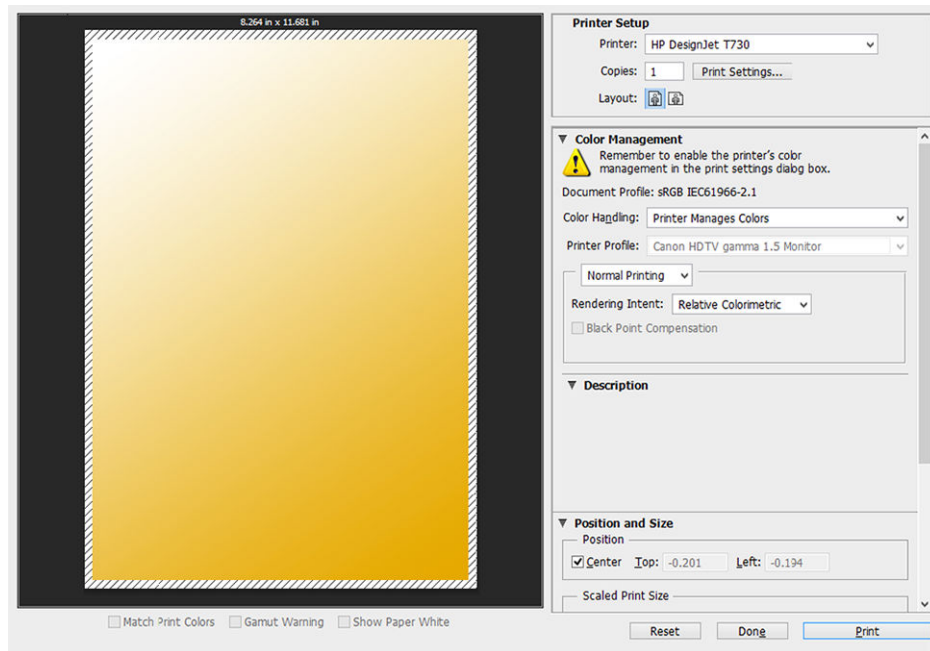 8.264 in x 11.681 in
Printer Setup
Printer: HP DesignJet T730
Copies: 1 Print Settings...
Layout:
Color Management
Remember to enable the printer's color
management in the print settings dialog box.
Document Profile: sRGB IEC61966-2.1
Color Handling: Printer Manages Colors
Printer Profile: Canon HDTV gamma 1.5 Monitor
Normal Printing
Rendering Intent: Relative Colorimetric
Black Point Compensation
Description
Position and Size
Position
Center Top: -0.201 Left: -0.194
Scaled Print Size
Match Print Colors Gamut Warning Show Paper White
Reset Done Print